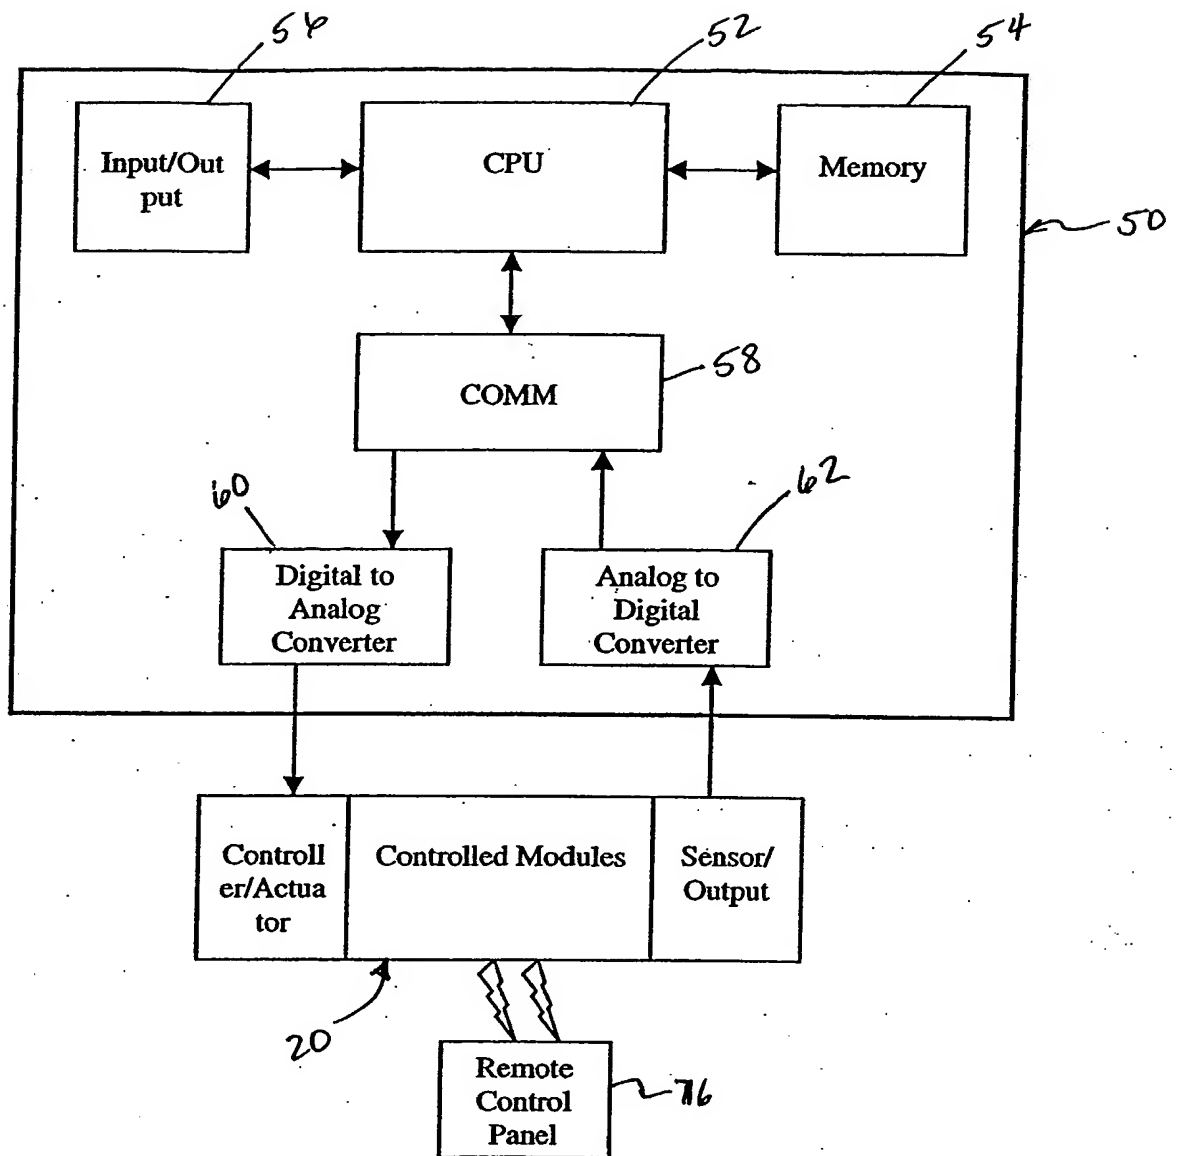 56
52
54
Input/Out
put
CPU
Memory
50
COMM
58
60
62
Digital to
Analog
Converter
Analog to
Digital
Converter
Controll
er/Actua
tor
Controlled Modules
Sensor/
Output
20
Remote
Control
Panel
76